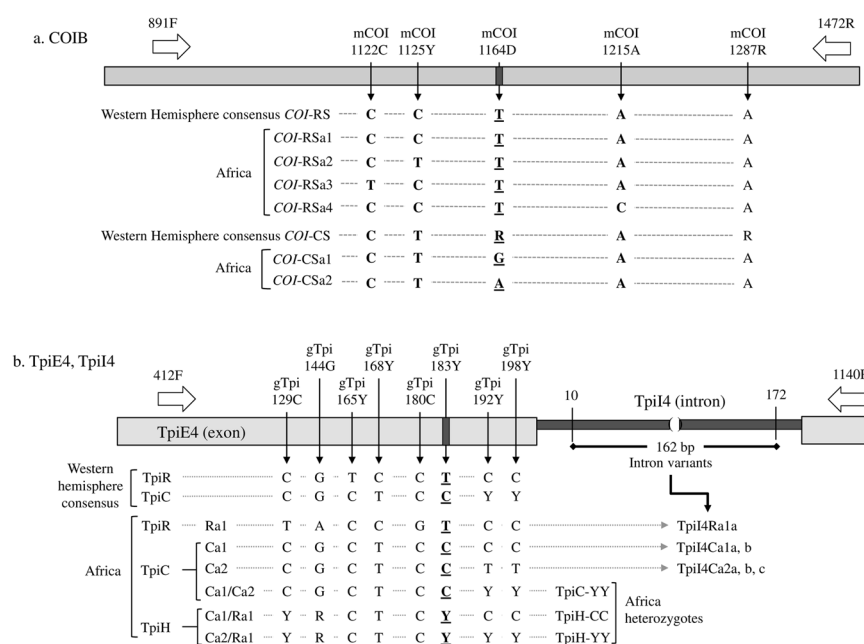 a. COIB
891F
mCOI 1122C
mCOI 1125Y
mCOI 1164D
mCOI 1215A
mCOI 1287R
1472R
Western Hemisphere consensus COI-RS C C T A A
Africa
COI-RSa1 C C T A A
COI-RSa2 C T T A A
COI-RSa3 T C T A A
COI-RSa4 C C T C A
Western Hemisphere consensus COI-CS C T R A R
Africa
COI-CSa1 C T G A A
COI-CSa2 C T A A A
b. TpiE4, TpiI4
412F
gTpi 129C
gTpi 144G
gTpi 165Y
gTpi 168Y
gTpi 180C
gTpi 183Y
gTpi 192Y
gTpi 198Y
10
TpiI4 (intron)
172
TpiE4 (exon)
162 bp
Intron variants
Western hemisphere consensus
TpiR C G T C C T C C
TpiC C G C T C C Y Y
Africa
TpiR Ra1 T A C C G T C C TpiI4Ra1a
TpiC
Ca1 C G C T C C C C TpiI4Ca1a, b
Ca2 C G C T C C T T TpiI4Ca2a, b, c
Ca1/Ca2 C G C T C C Y Y TpiC-YY
TpiH
Ca1/Ra1 Y R C T C Y C C TpiH-CC
Ca2/Ra1 Y R C T C Y Y Y TpiH-YY
Africa heterozygotes